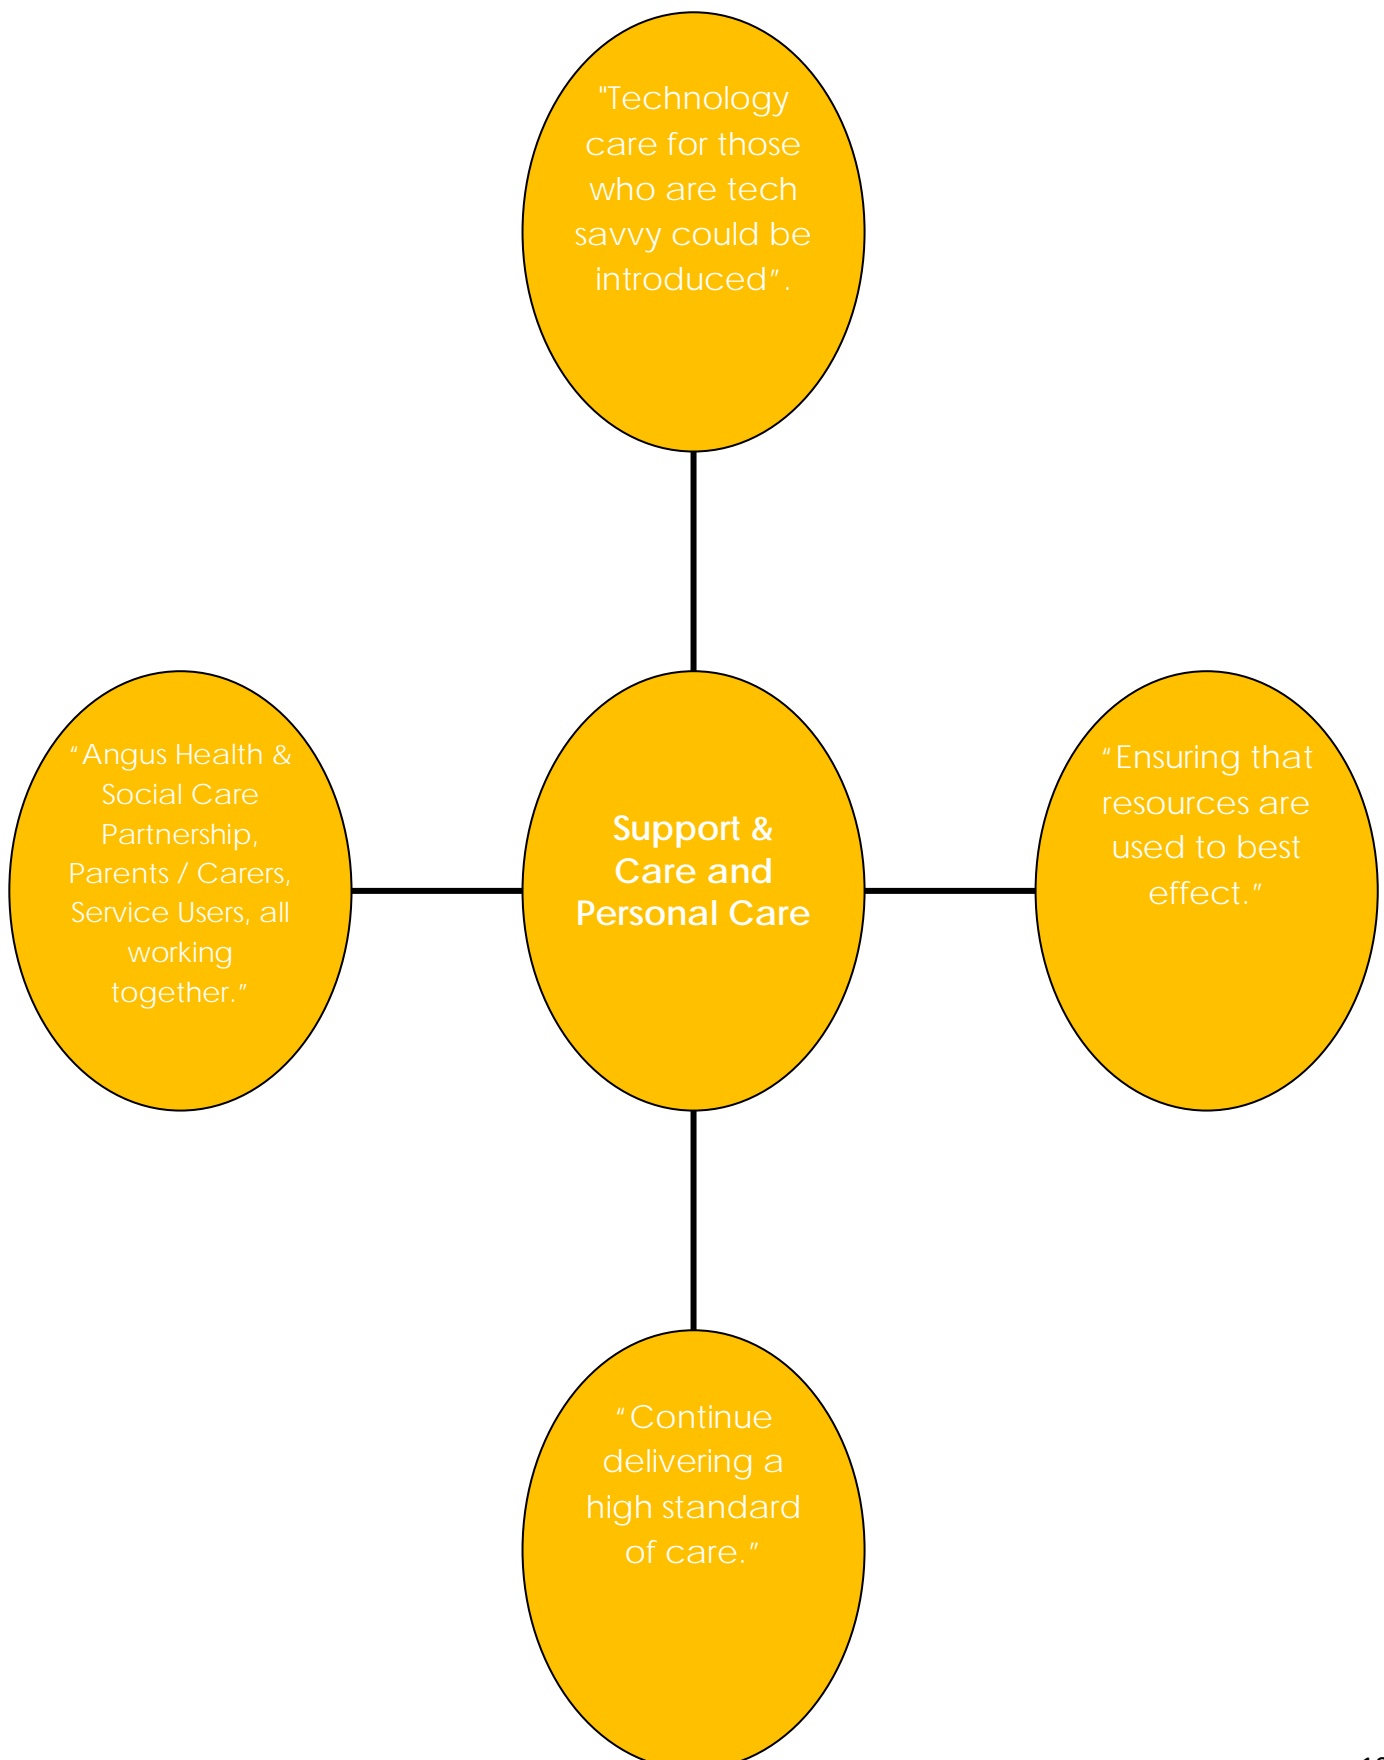 "Technology
care for those
who are tech
savvy could be
introduced”.
“Angus Health &
Social Care
Partnership,
Parents / Carers,
Service Users, all
working
together.”
Support &
Care and
Personal Care
“Ensuring that
resources are
used to best
effect.”
“Continue
delivering a
high standard
of care.”